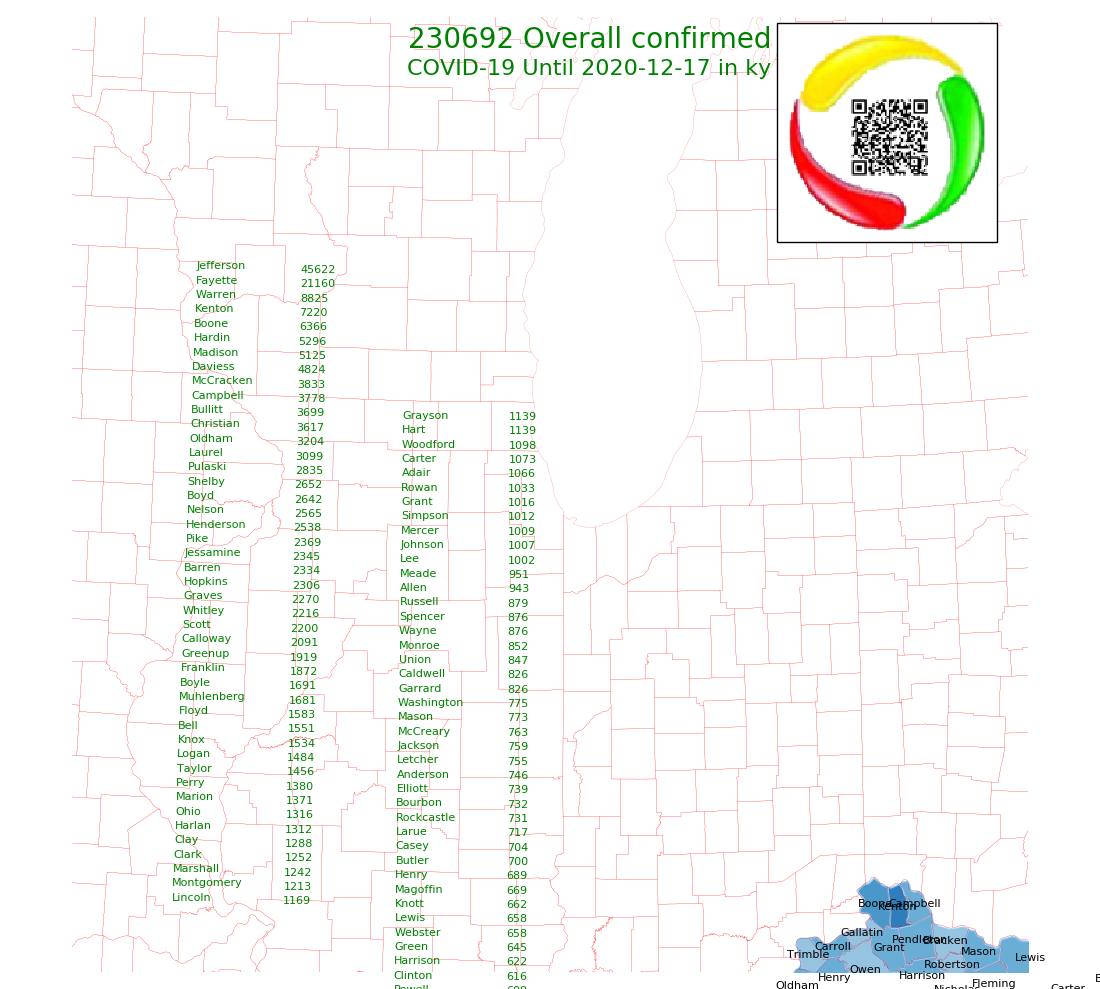 230692 Overall confirmed
COVID-19 Until 2020-12-17 in ky
Jefferson 45622
Fayette 21160
Warren 8825
Kenton 7220
Boone 6366
Hardin 5296
Madison 5125
Daviess 4824
McCracken 3833
Campbell 3778
Bullitt 3699
Christian 3617
Oldham 3204
Laurel 3099
Pulaski 2835
Shelby 2652
Boyd 2642
Nelson 2565
Henderson 2538
Pike 2369
Jessamine 2345
Barren 2334
Hopkins 2306
Graves 2270
Whitley 2216
Scott 2200
Calloway 2091
Greenup 1919
Franklin 1872
Boyle 1691
Muhlenberg 1681
Floyd 1583
Bell 1551
Knox 1534
Logan 1484
Taylor 1456
Perry 1380
Marion 1371
Ohio 1316
Harlan 1312
Clay 1288
Clark 1252
Marshall 1242
Montgomery 1213
Lincoln 1169
Grayson 1139
Hart 1139
Woodford 1098
Carter 1073
Adair 1066
Rowan 1033
Grant 1016
Simpson 1012
Mercer 1009
Johnson 1007
Lee 1002
Meade 951
Allen 943
Russell 879
Spencer 876
Wayne 876
Monroe 852
Union 847
Caldwell 826
Garrard 826
Washington 775
Mason 773
McCreary 763
Jackson 759
Letcher 755
Anderson 746
Elliott 739
Bourbon 732
Rockcastle 731
Larue 717
Casey 704
Butler 700
Henry 689
Magoffin 669
Knott 662
Lewis 658
Webster 658
Green 645
Harrison 622
Clinton 616
Powell
Boone
Kenton
Campbell
Gallatin
Carroll
Trimble
Grant
Pendleton
Bracken
Mason
Lewis
Robertson
Owen
Henry
Harrison
Fleming
Oldham
Nicholas
Carter